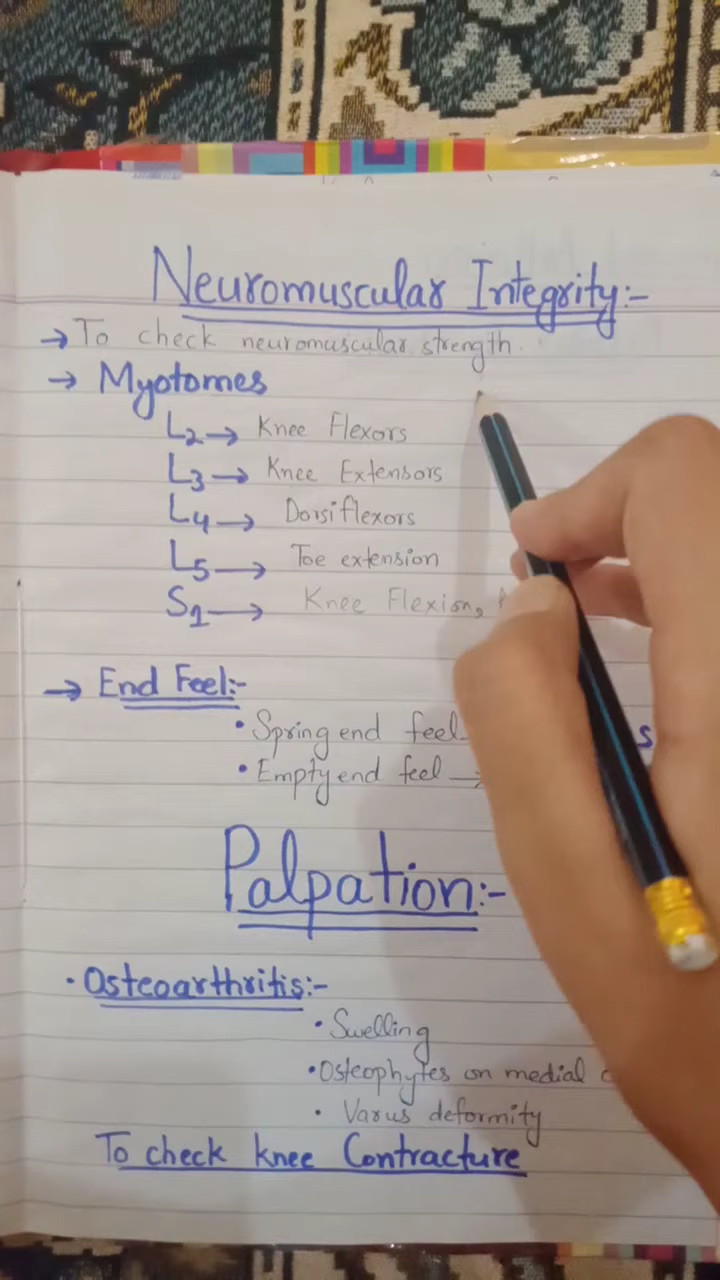 Neuromuscular Integrity:-
→ To check neuromuscular strength.
→ Myotomes
L2 → Knee Flexors
L3 → Knee Extensors
L4 → Dorsiflexors
L5 → Toe extension
S1 → Knee Flexion,
→ End Feel:-
• Spring end feel
• Empty end feel →
Palpation:-
• Osteoarthritis:-
• Swelling
• Osteophytes on medial
• Varus deformity
To check knee Contracture